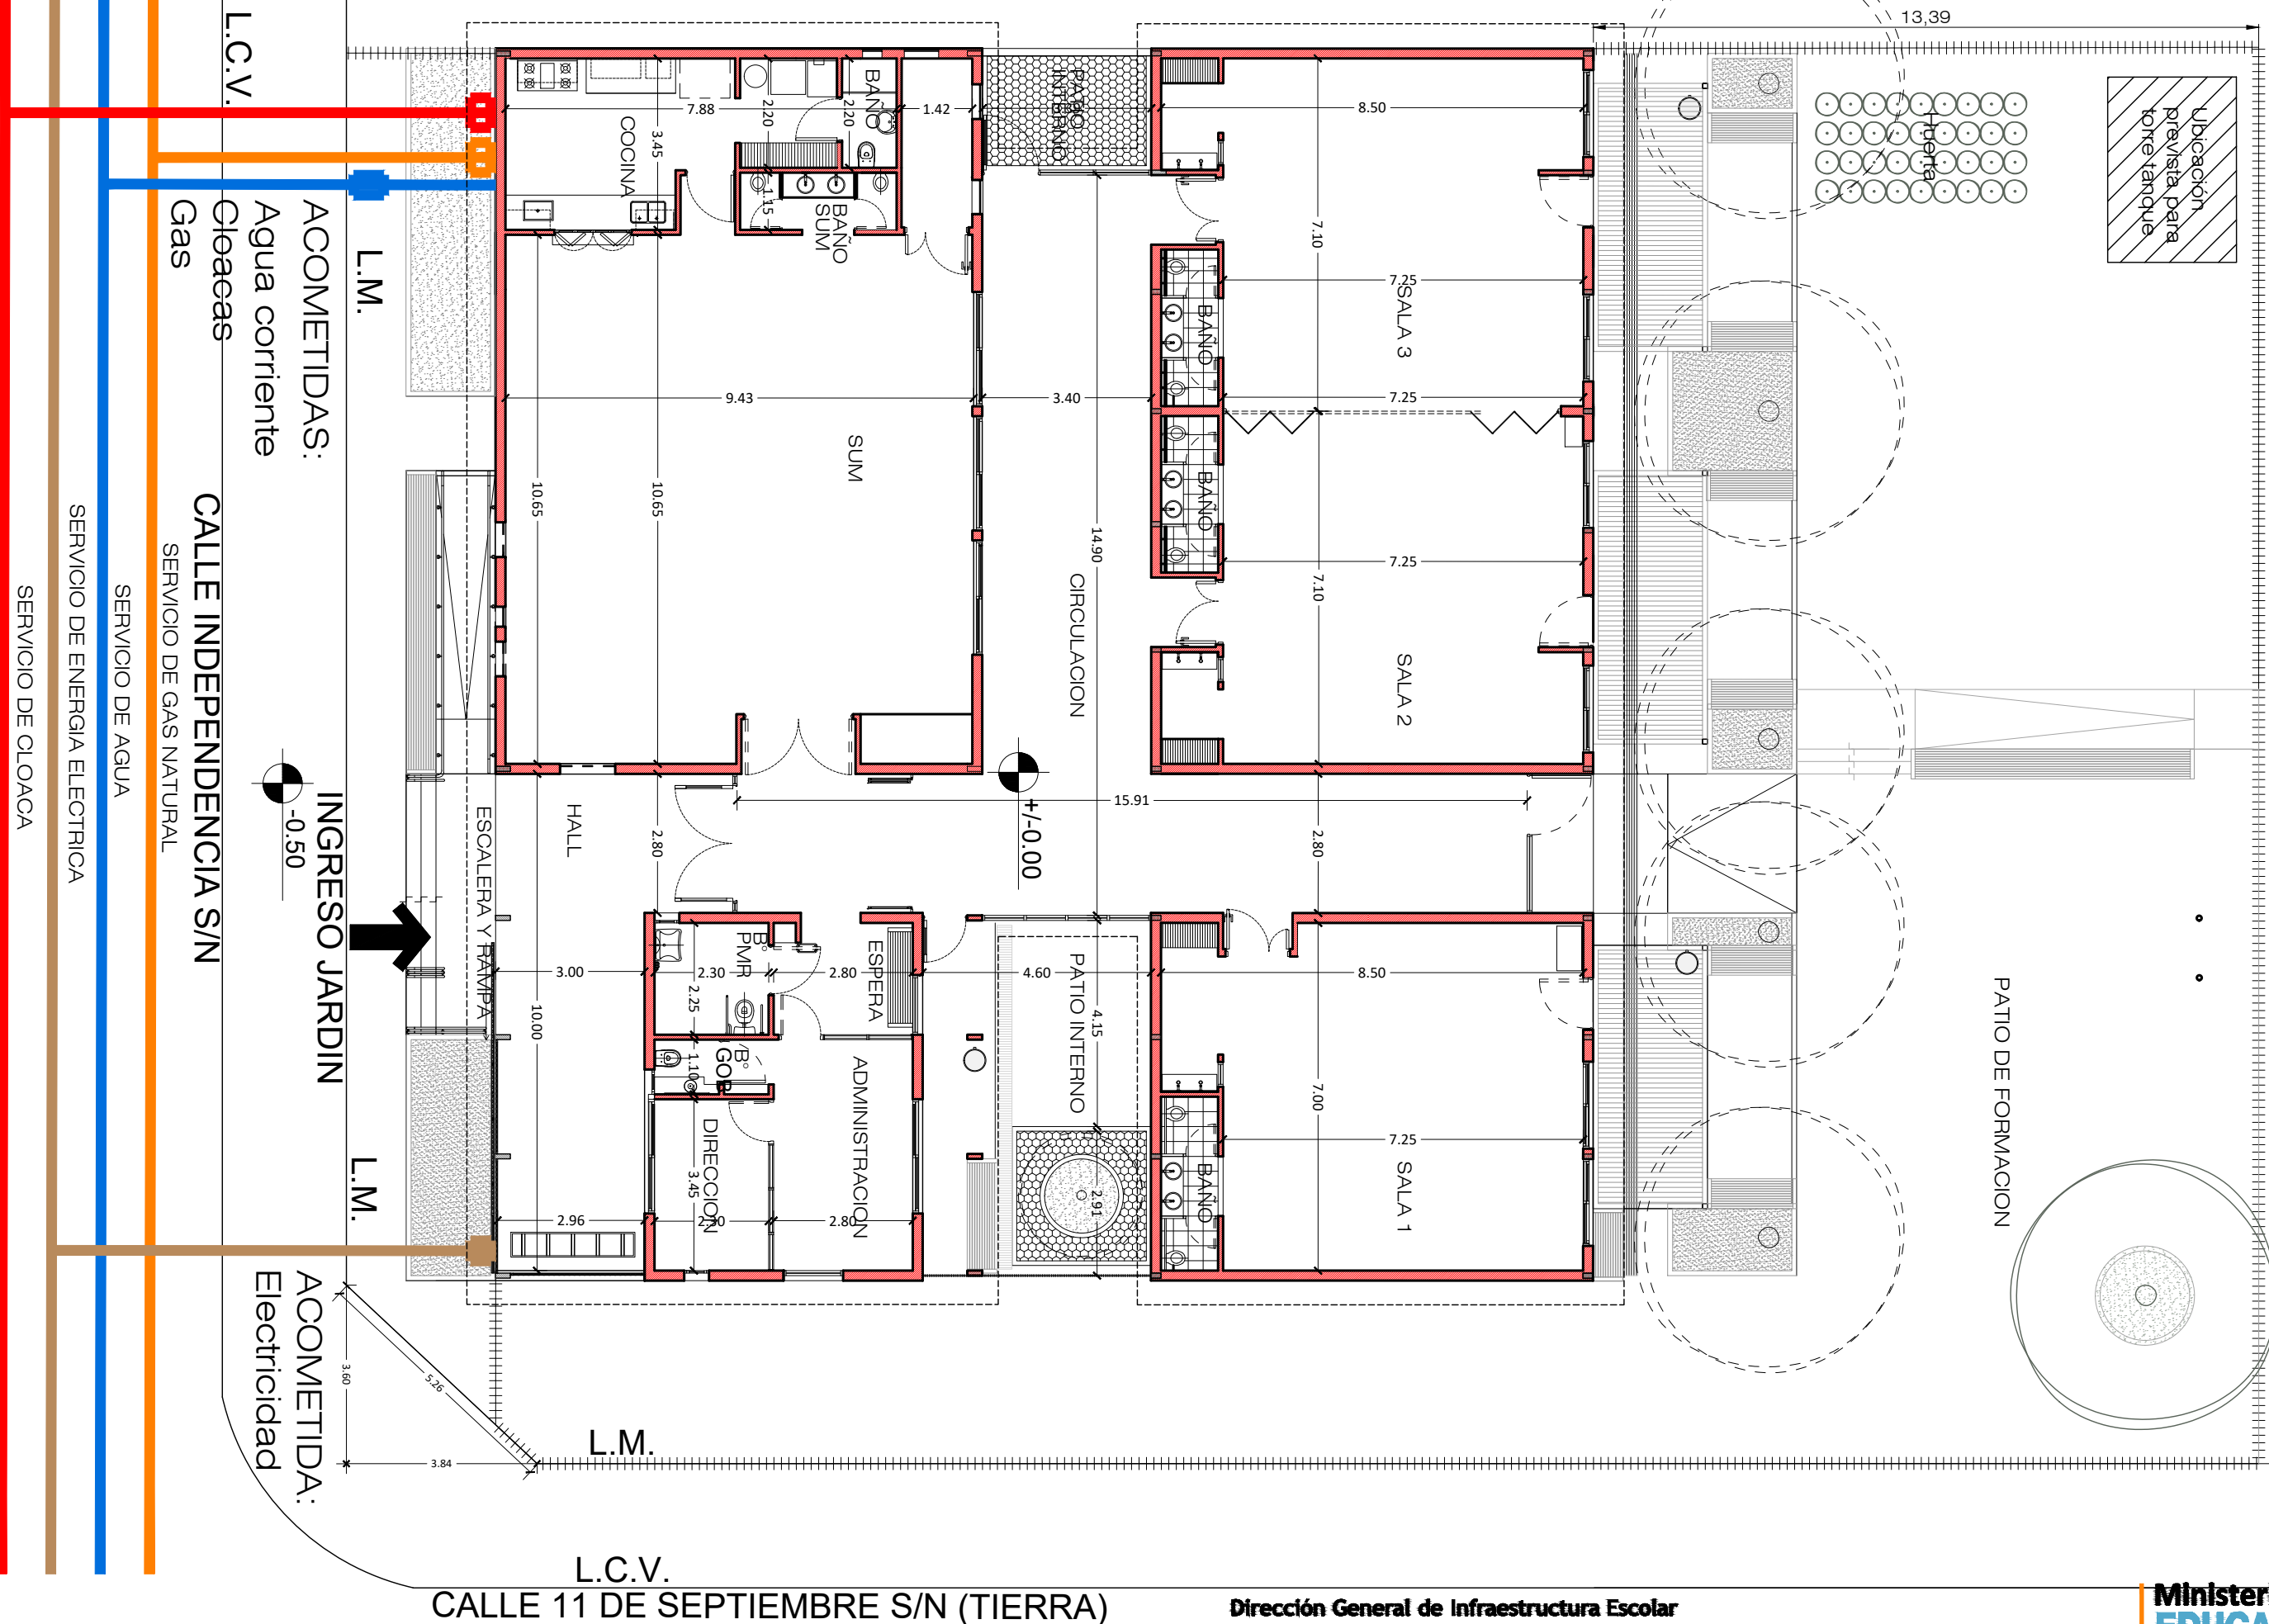 13,39
L.C.V.
BAÑO
PATIO
INTERNO
7.88
2.20
2.20
1.42
8.50
COCINA
3.45
Huerta
Ubicación
prevista para
torre tanque
1.15
BAÑO
SUM
ACOMETIDAS:
Agua corriente
Cloacas
Gas
L.M.
7.10
7.25
SALA 3
BAÑO
9.43
3.40
7.25
SUM
10.65
10.65
14.90
BAÑO
7.25
7.10
CIRCULACION
SALA 2
CALLE INDEPENDENCIA S/N
SERVICIO DE GAS NATURAL
SERVICIO DE AGUA
SERVICIO DE ENERGIA ELECTRICA
SERVICIO DE CLOACA
-0.50
INGRESO JARDIN
ESCALERA Y RAMPA
HALL
2.80
15.91
+/-0.00
2.80
3.00
2.30
B°
PMR
2.25
2.80
ESPERA
4.60
PATIO INTERNO
4.15
8.50
10.00
1.10
B°
ADMINISTRACION
7.00
PATIO DE FORMACION
DIRECCION
3.45
7.25
SALA 1
BAÑO
L.M.
2.96
2.30
2.80
2.91
ACOMETIDA:
Electricidad
3.60
5.26
3.84
L.M.
L.C.V.
CALLE 11 DE SEPTIEMBRE S/N (TIERRA)
Dirección General de Infraestructura Escolar